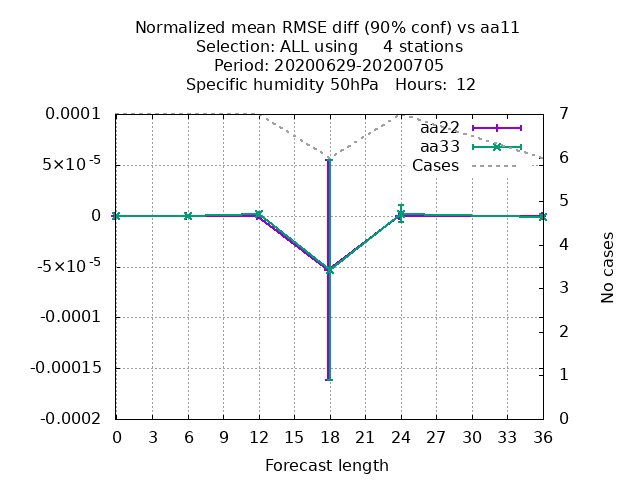 Normalized mean RMSE diff (90% conf) vs aa11
Selection: ALL using     4 stations
Period: 20200629-20200705
Specific humidity 50hPa   Hours:  12
0.0001
5×10⁻⁵
0
-5×10⁻⁵
-0.0001
-0.00015
-0.0002
aa22
aa33
Cases
7
6
5
4
3
2
1
0
No cases
0 3 6 9 12 15 18 21 24 27 30 33 36
Forecast length